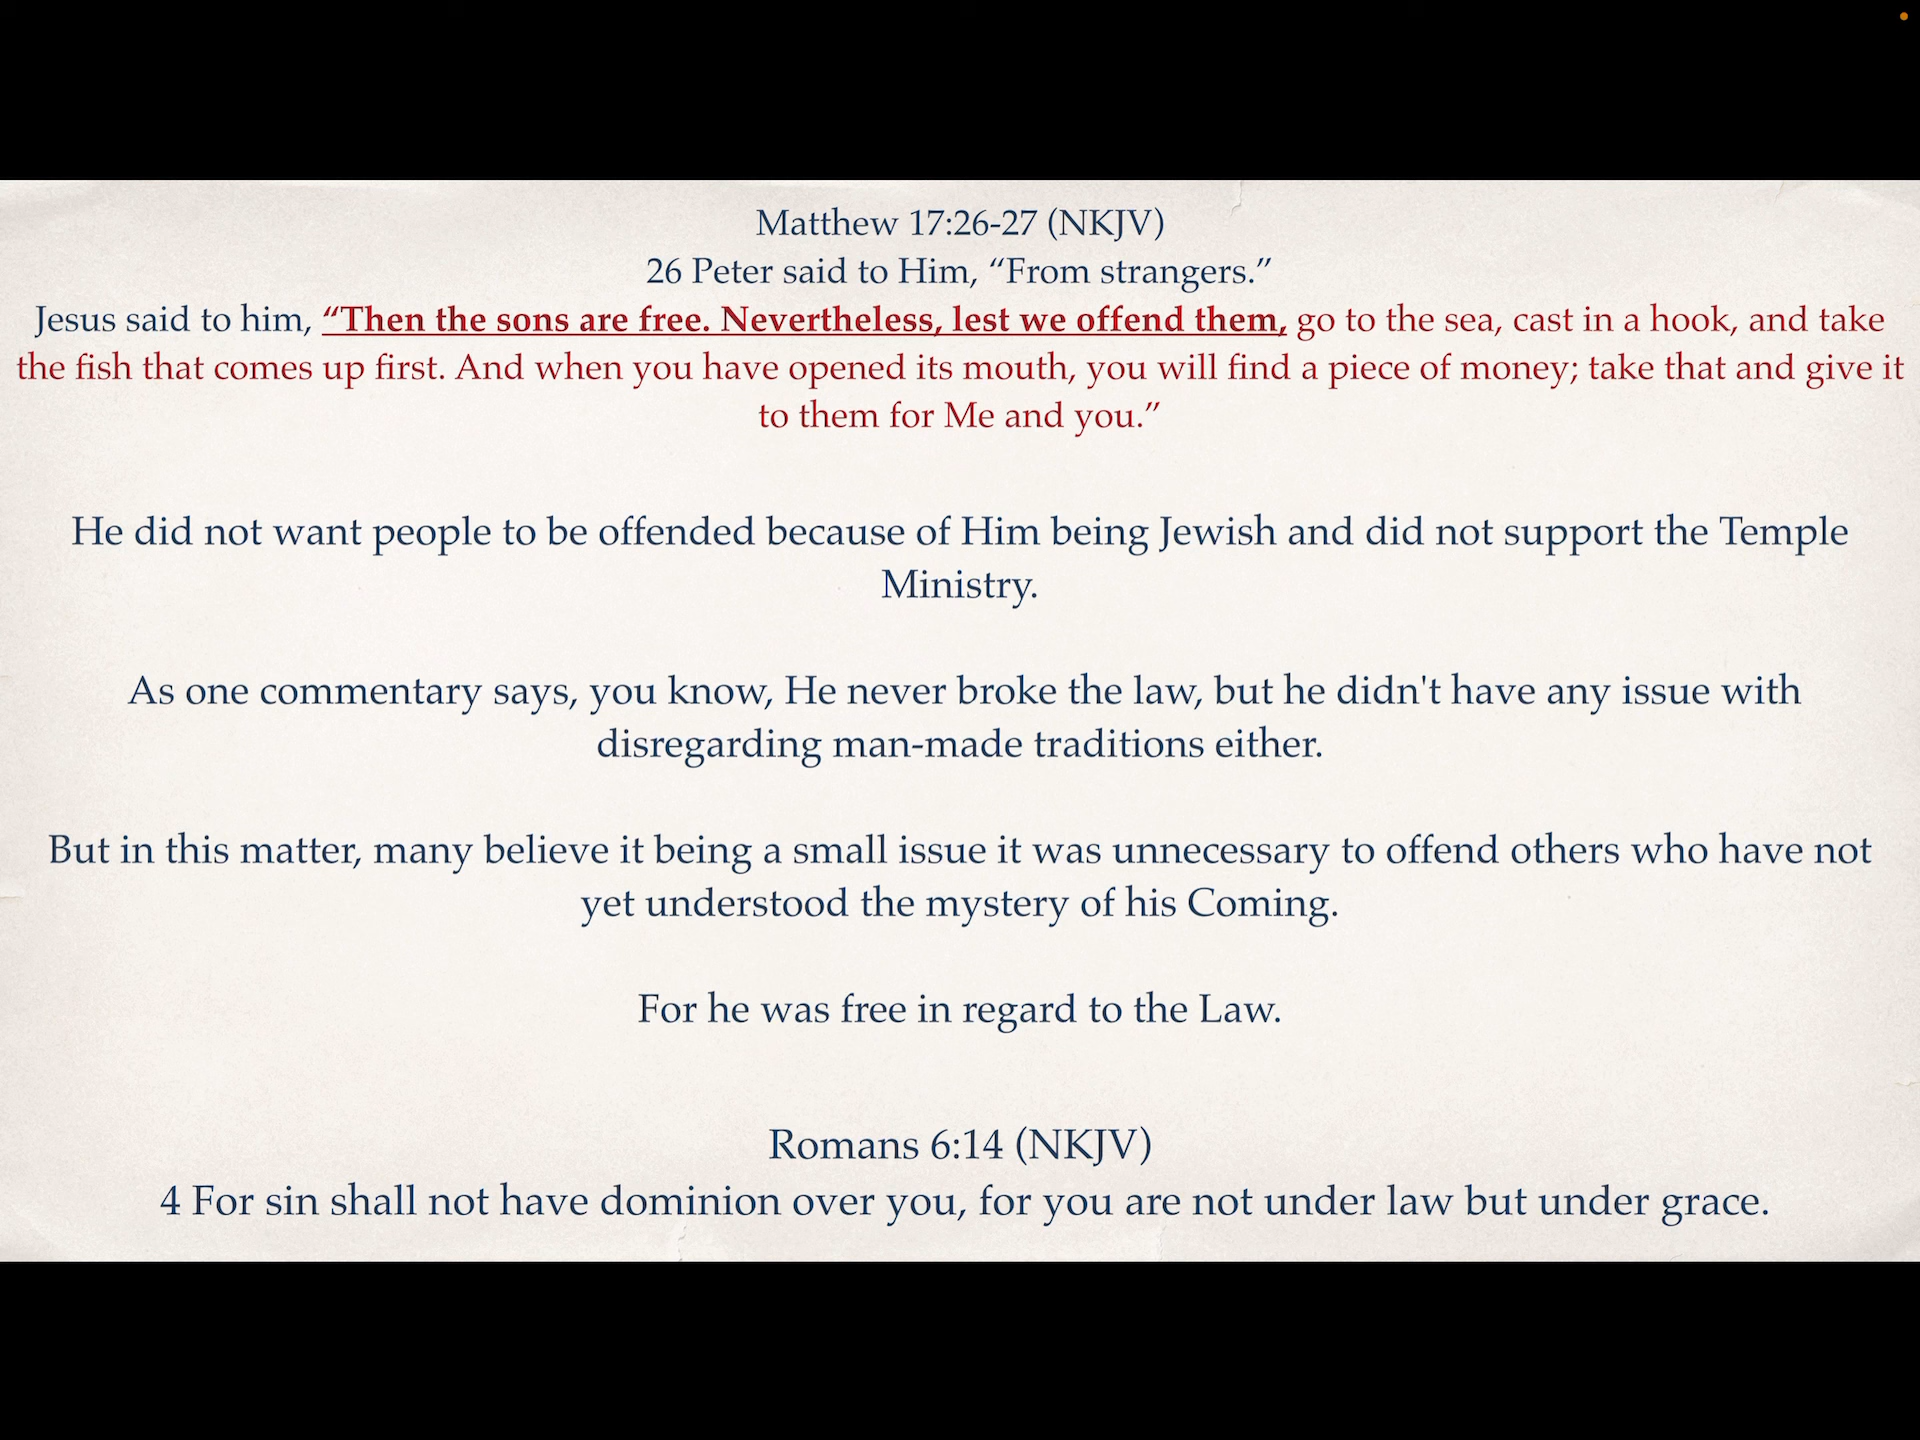 Matthew 17:26-27 (NKJV)
26 Peter said to Him, “From strangers.”
Jesus said to him, “Then the sons are free. Nevertheless, lest we offend them, go to the sea, cast in a hook, and take
the fish that comes up first. And when you have opened its mouth, you will find a piece of money; take that and give it
to them for Me and you.”
He did not want people to be offended because of Him being Jewish and did not support the Temple
Ministry.
As one commentary says, you know, He never broke the law, but he didn't have any issue with
disregarding man-made traditions either.
But in this matter, many believe it being a small issue it was unnecessary to offend others who have not
yet understood the mystery of his Coming.
For he was free in regard to the Law.
Romans 6:14 (NKJV)
4 For sin shall not have dominion over you, for you are not under law but under grace.